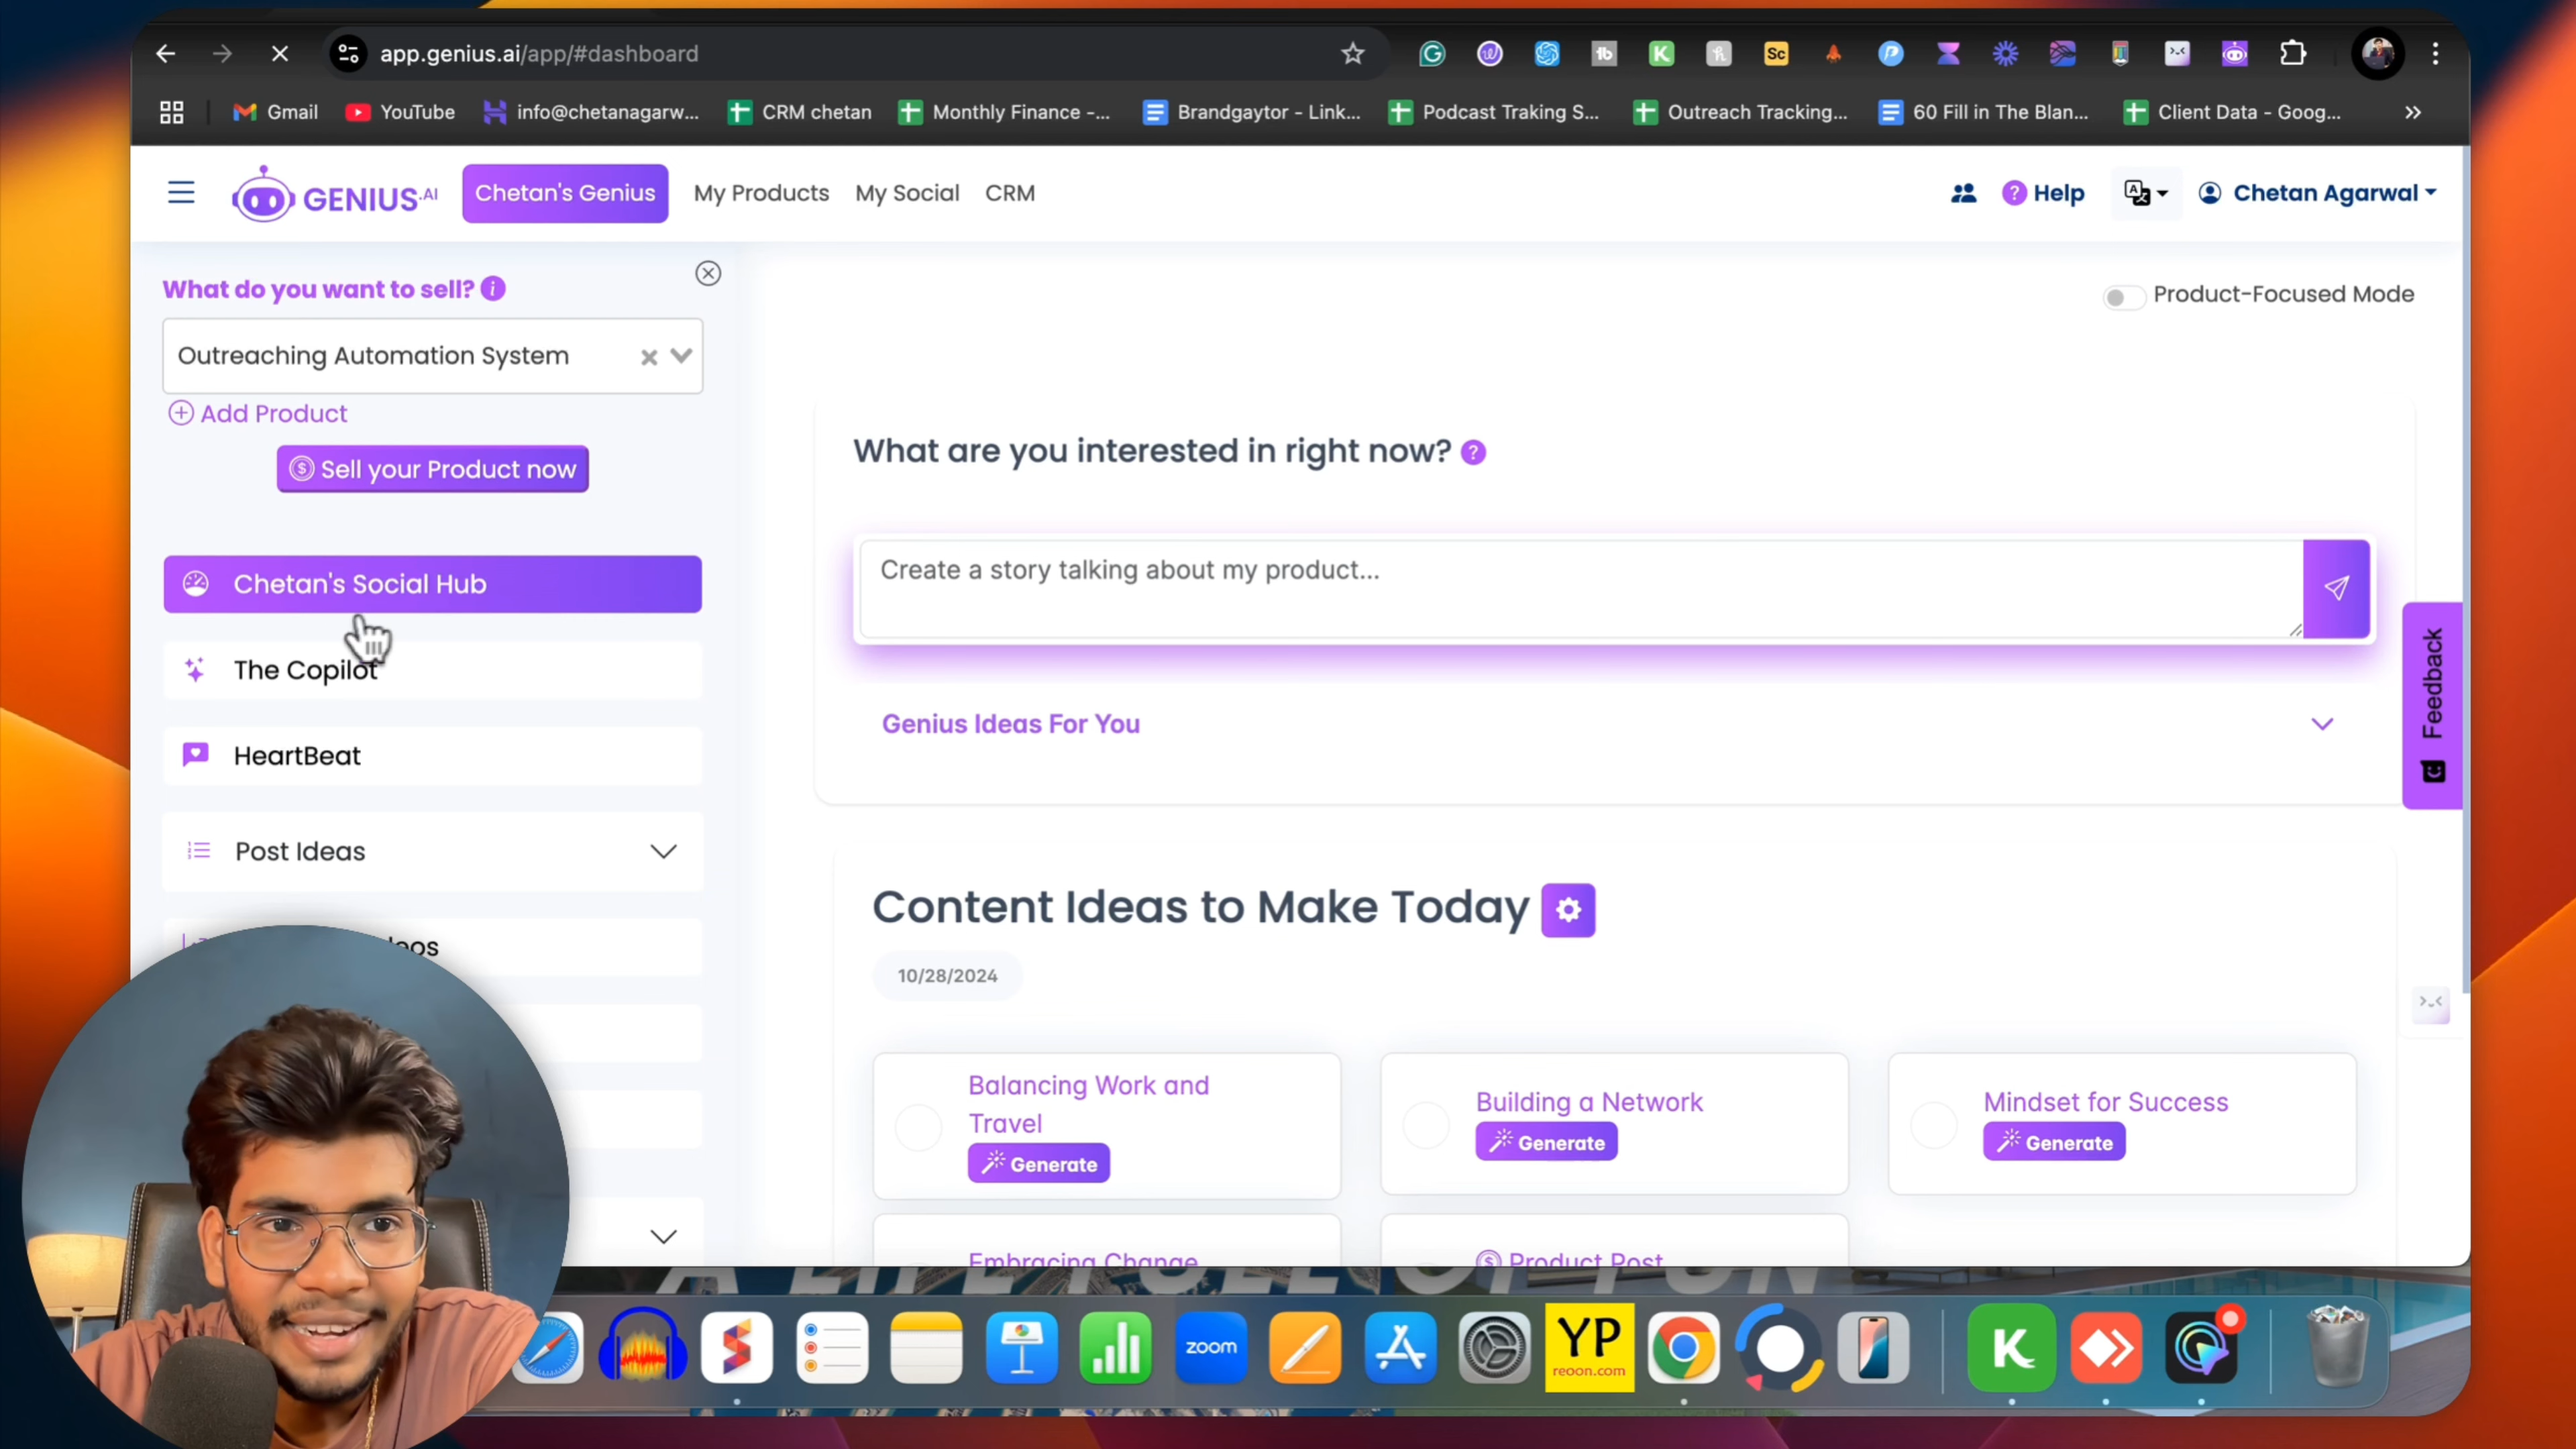 app.genius.ai/app/#dashboard
Gmail
YouTube
info@chetanagarw...
CRM chetan
Monthly Finance -...
Brandgaytor - Link...
Podcast Traking S...
Outreach Tracking...
60 Fill in The Blan...
Client Data - Goog...
GENIUS.AI
Chetan's Genius
My Products
My Social
CRM
Help
Chetan Agarwal
What do you want to sell?
Outreaching Automation System
Add Product
Sell your Product now
Chetan's Social Hub
The Copilot
HeartBeat
Post Ideas
eos
Product-Focused Mode
What are you interested in right now?
Create a story talking about my product...
Genius Ideas For You
Feedback
Content Ideas to Make Today
10/28/2024
Balancing Work and
Travel
Generate
Building a Network
Generate
Mindset for Success
Generate
Embracing Change
Product Post
A LIFE FULL OF FUN
zoom
YP
reoon.com
K